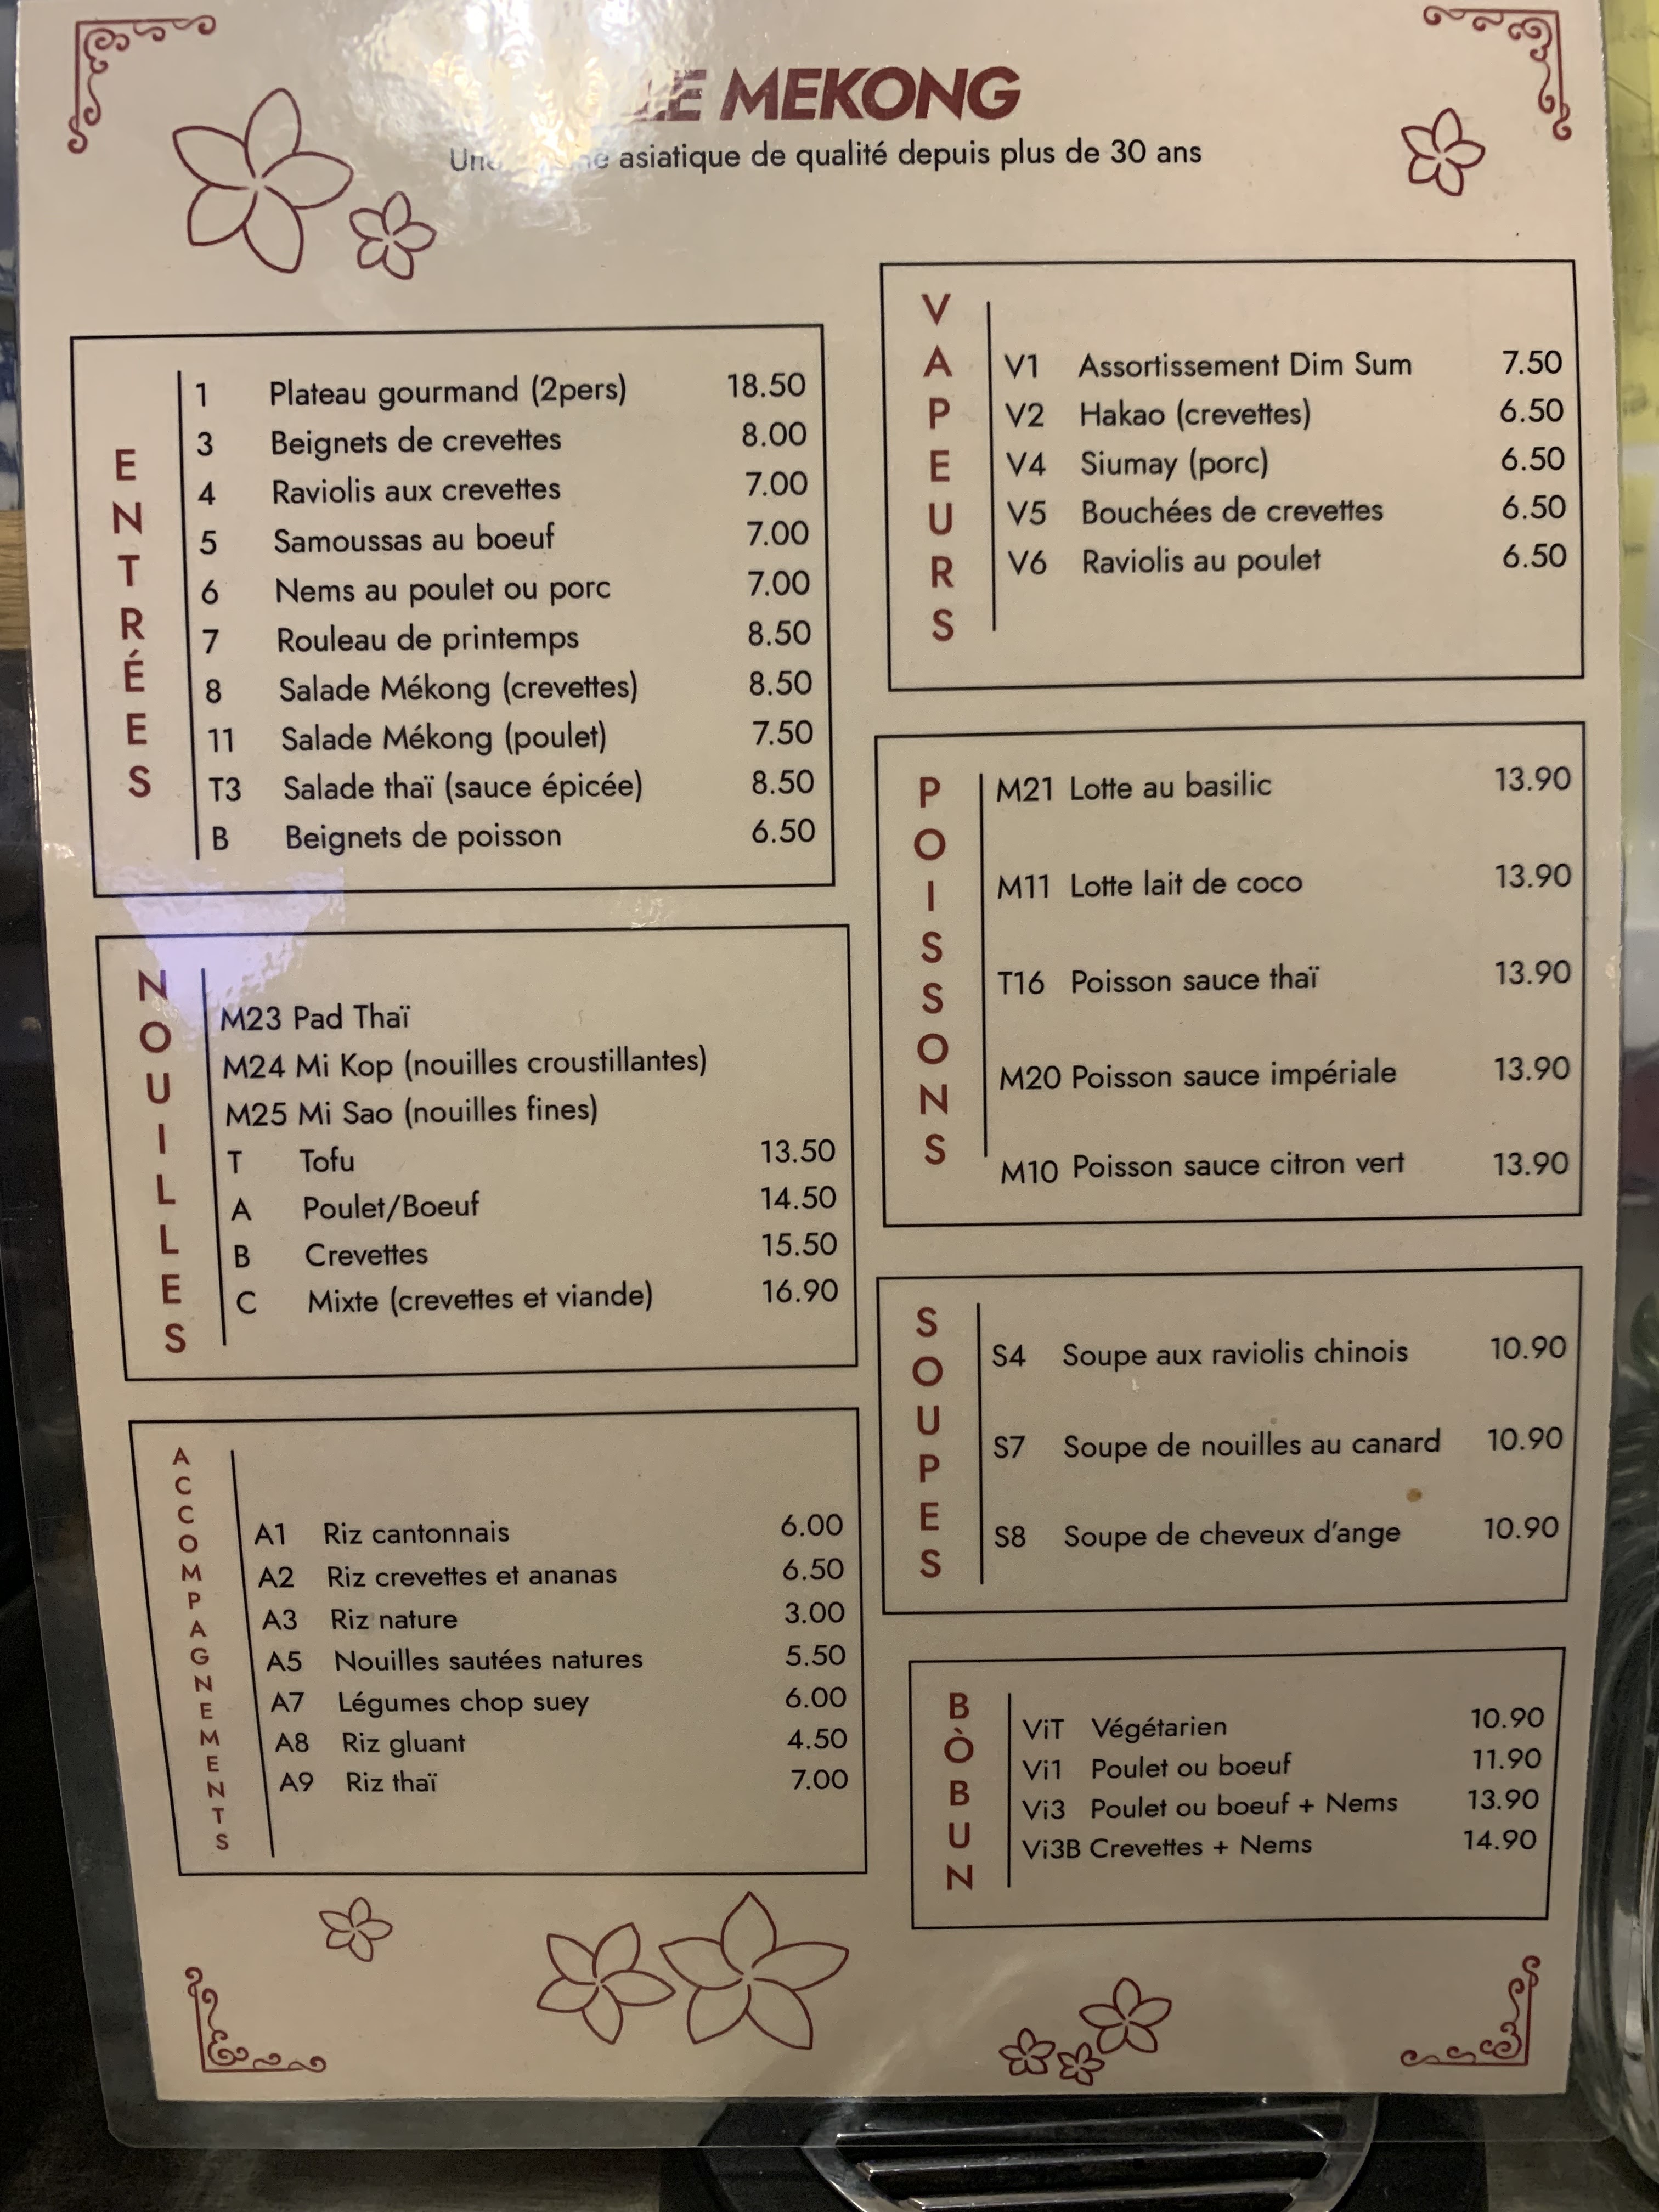 LE MEKONG
asiatique de qualité depuis plus de 30 ans
ENTRÈES
1 Plateau gourmand (2pers) 18.50
3 Beignets de crevettes 8.00
4 Raviolis aux crevettes 7.00
5 Samoussas au boeuf 7.00
6 Nems au poulet ou porc 7.00
7 Rouleau de printemps 8.50
8 Salade Mékong (crevettes) 8.50
11 Salade Mékong (poulet) 7.50
T3 Salade thaï (sauce épicée) 8.50
B Beignets de poisson 6.50
NOUILLES
M23 Pad Thaï
M24 Mi Kop (nouilles croustillantes)
M25 Mi Sao (nouilles fines)
T Tofu 13.50
A Poulet/Boeuf 14.50
B Crevettes 15.50
C Mixte (crevettes et viande) 16.90
ACCOMPAGNEMENTS
A1 Riz cantonnais 6.00
A2 Riz crevettes et ananas 6.50
A3 Riz nature 3.00
A5 Nouilles sautées natures 5.50
A7 Légumes chop suey 6.00
A8 Riz gluant 4.50
A9 Riz thaï 7.00
VAPEURS
V1 Assortissement Dim Sum 7.50
V2 Hakao (crevettes) 6.50
V4 Siumay (porc) 6.50
V5 Bouchées de crevettes 6.50
V6 Raviolis au poulet 6.50
POISSONS
M21 Lotte au basilic 13.90
M11 Lotte lait de coco 13.90
T16 Poisson sauce thaï 13.90
M20 Poisson sauce impériale 13.90
M10 Poisson sauce citron vert 13.90
SOUPES
S4 Soupe aux raviolis chinois 10.90
S7 Soupe de nouilles au canard 10.90
S8 Soupe de cheveux d'ange 10.90
BÒBUN
ViT Végétarien 10.90
Vi1 Poulet ou boeuf 11.90
Vi3 Poulet ou boeuf + Nems 13.90
Vi3B Crevettes + Nems 14.90